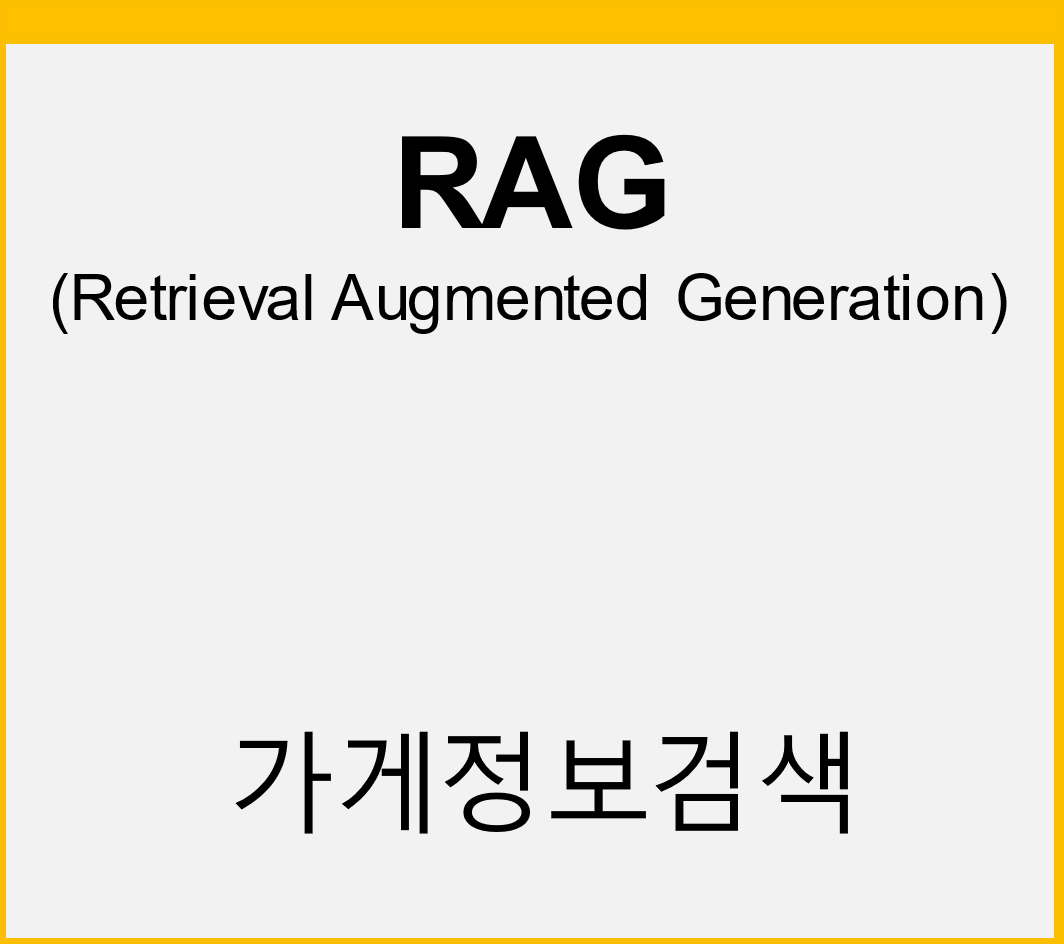 RAG
(Retrieval Augmented Generation)
가게정보검색